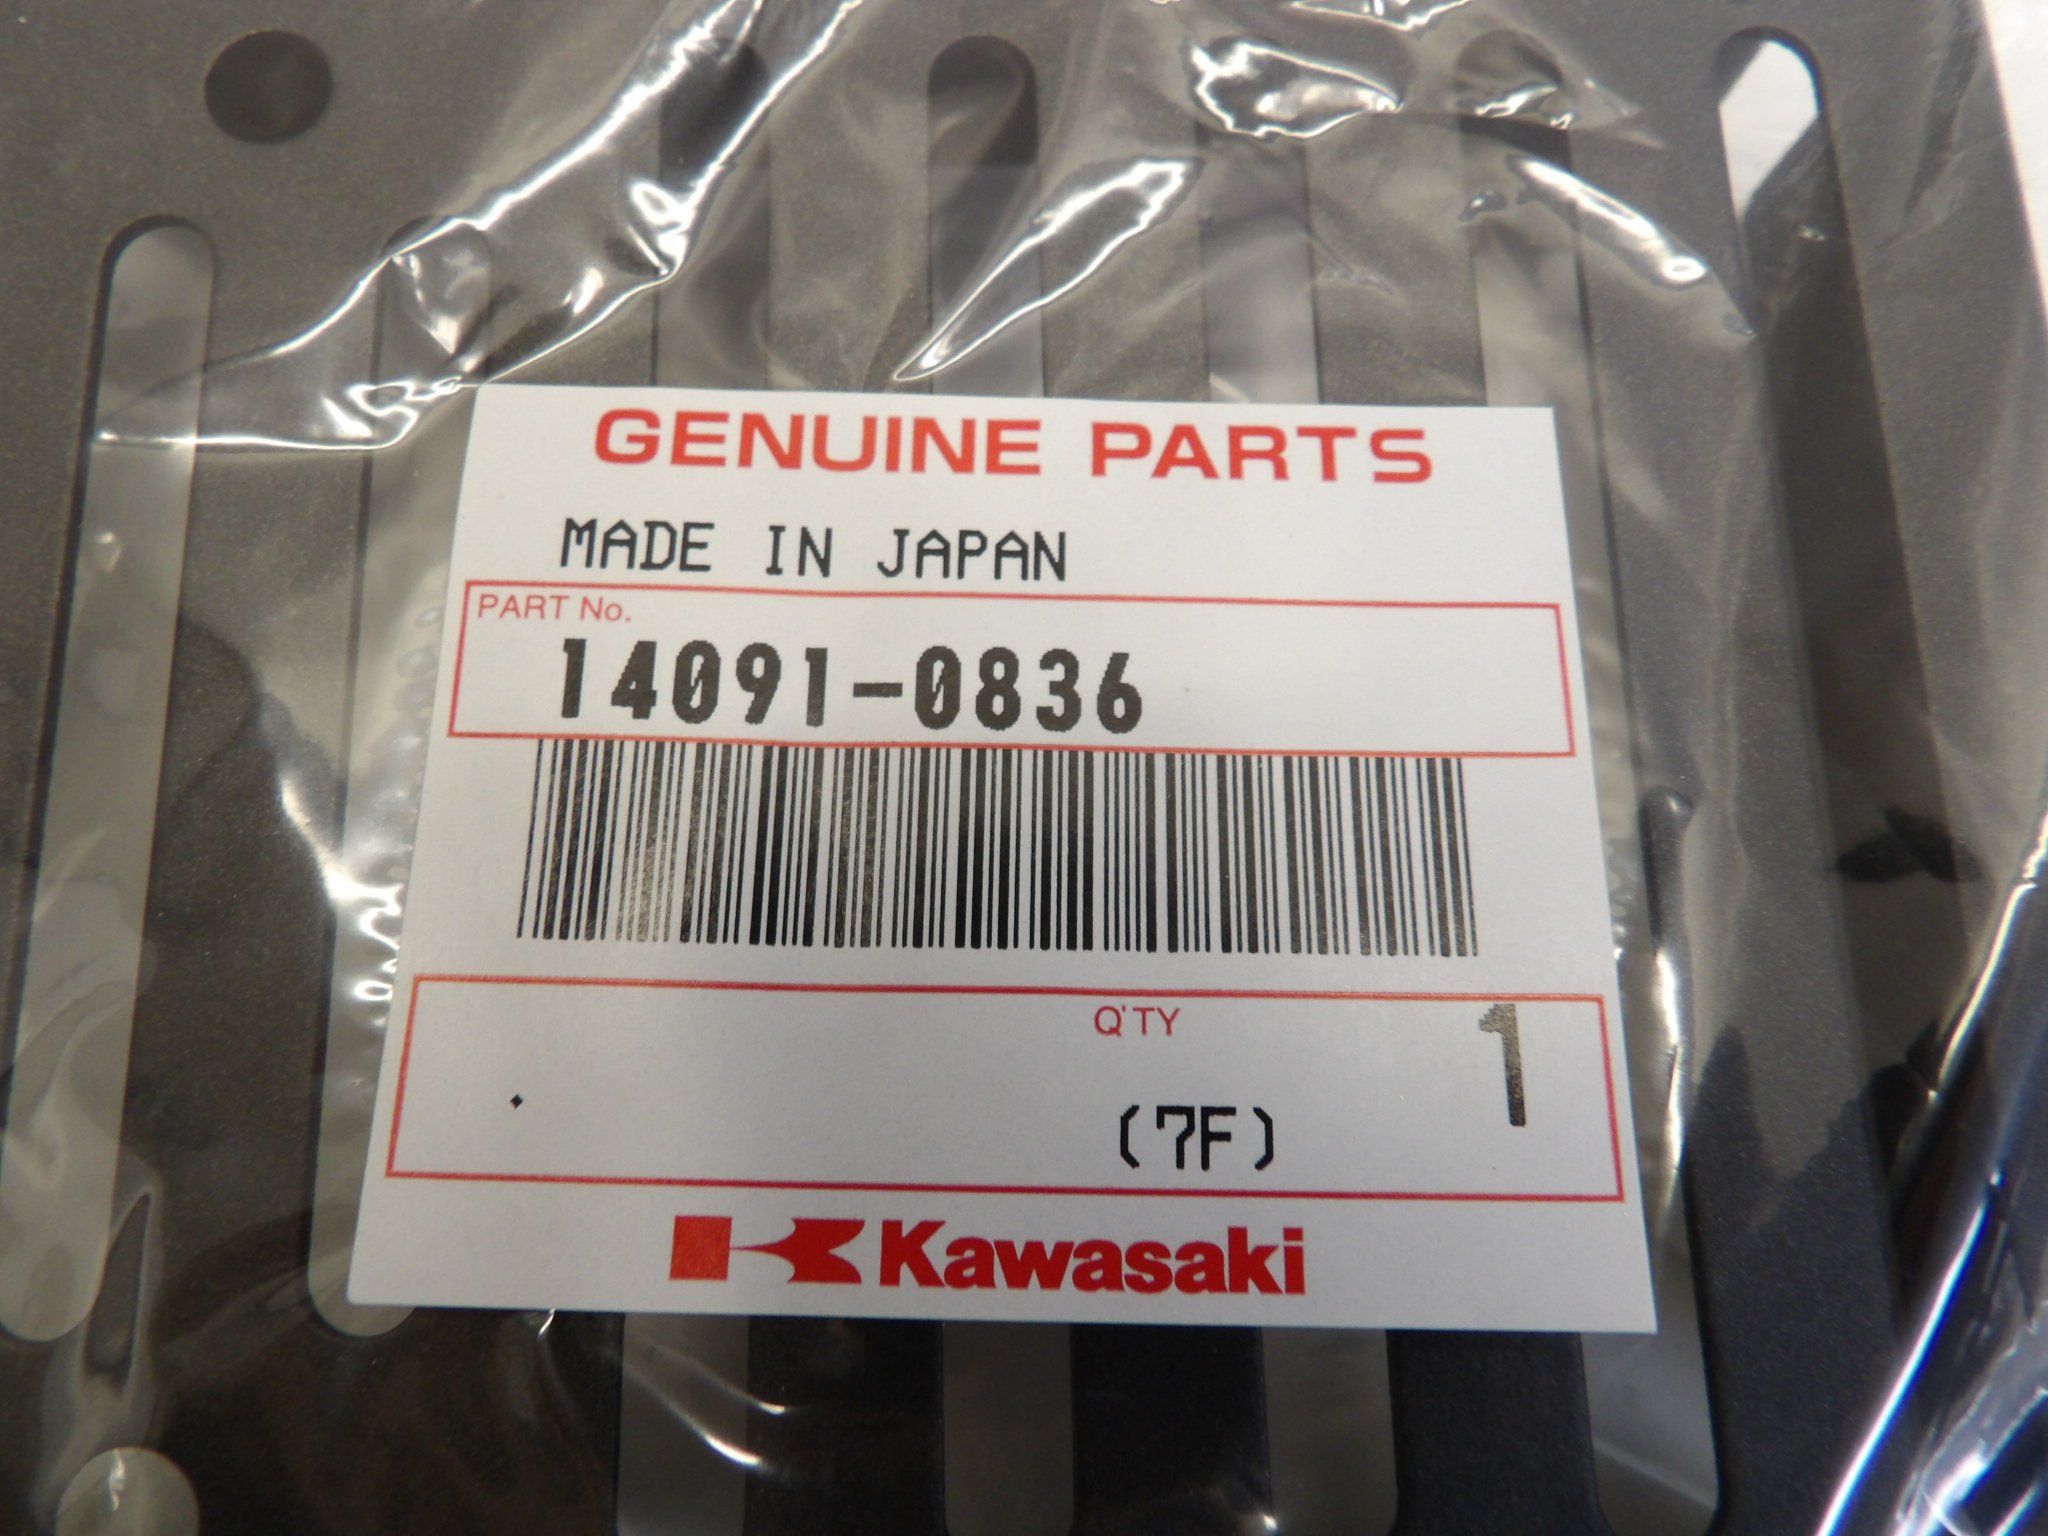 GENUINE PARTS
MADE IN JAPAN
PART No.
14091-0836
Q'TY 1
(7F)
Kawasaki